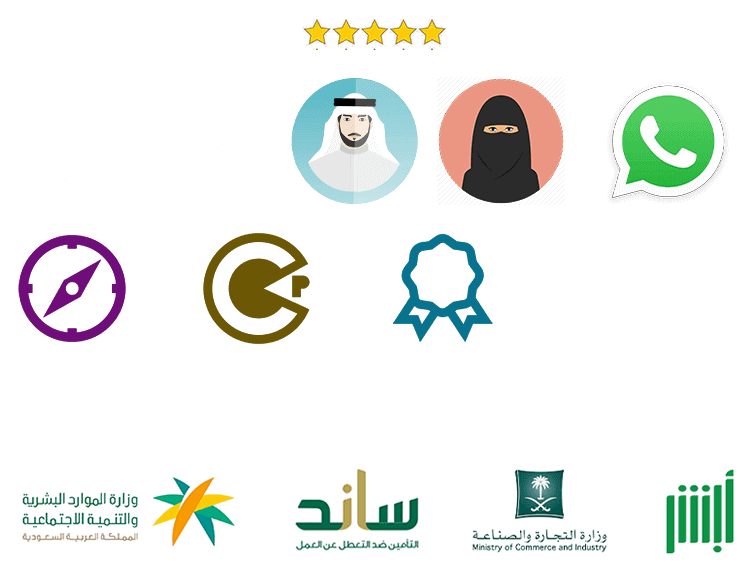 P
وزارة الموارد البشرية
والتنمية الاجتماعية
المملكة العربية السعودية
ساند
التأمين ضد التعطل عن العمل
وزارة التجارة والصناعة
Ministry of Commerce and Industry
أبشر